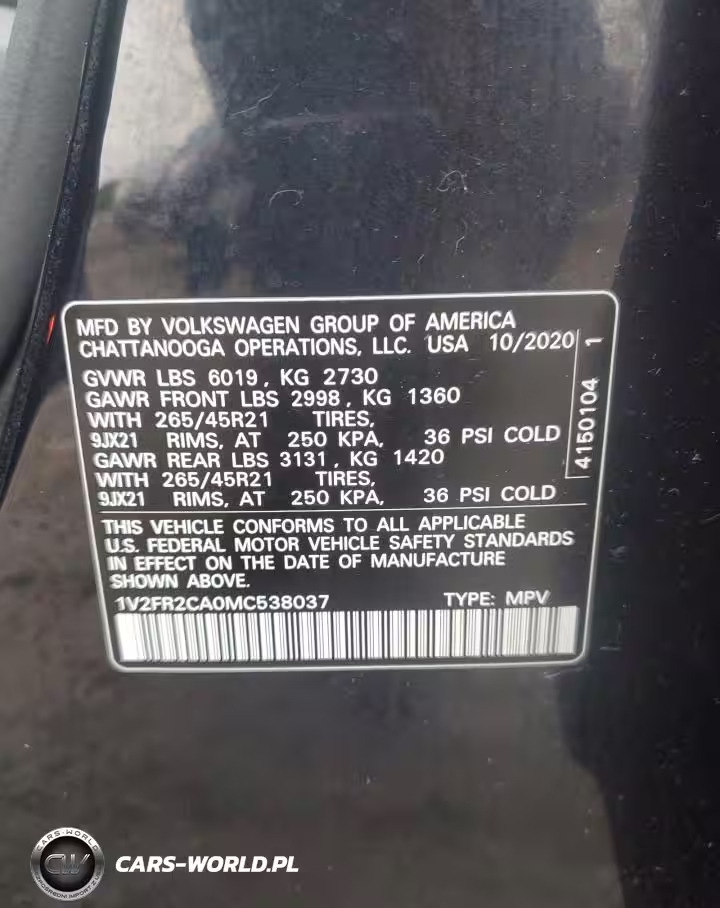 MFD BY VOLKSWAGEN GROUP OF AMERICA
CHATTANOOGA OPERATIONS, LLC. USA 10/2020
GVWR LBS 6019, KG 2730
GAWR FRONT LBS 2998, KG 1360
WITH 265/45R21 TIRES,
9JX21 RIMS, AT 250 KPA, 36 PSI COLD
GAWR REAR LBS 3131, KG 1420
WITH 265/45R21 TIRES,
9JX21 RIMS, AT 250 KPA, 36 PSI COLD
4150104 1
THIS VEHICLE CONFORMS TO ALL APPLICABLE
U.S. FEDERAL MOTOR VEHICLE SAFETY STANDARDS
IN EFFECT ON THE DATE OF MANUFACTURE
SHOWN ABOVE.
1V2FR2CA0MC538037 TYPE: MPV
CARS-WORLD
CW
CARS-WORLD.PL